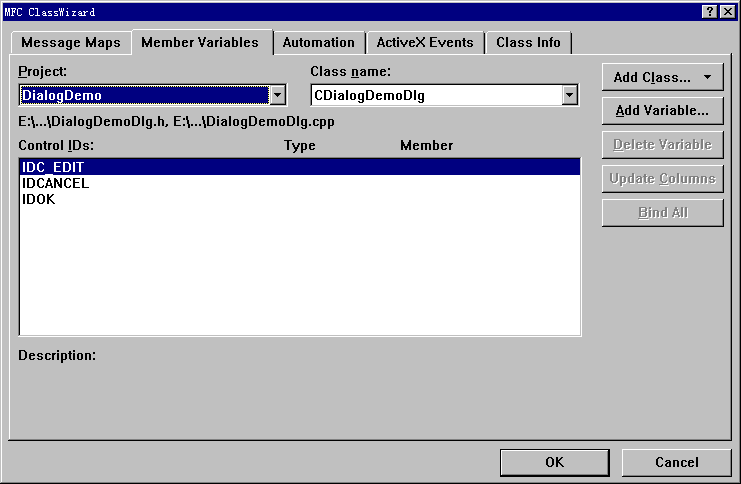 MFC ClassWizard
Message Maps Member Variables Automation ActiveX Events Class Info
Project: Class name:
Add Class...
DialogDemo CDialogDemoDlg
Add Variable...
E:\...\DialogDemoDlg.h, E:\...\DialogDemoDlg.cpp
Control IDs: Type Member
Delete Variable
IDC_EDIT
IDCANCEL
Update Columns
IDOK
Bind All
Description:
OK Cancel